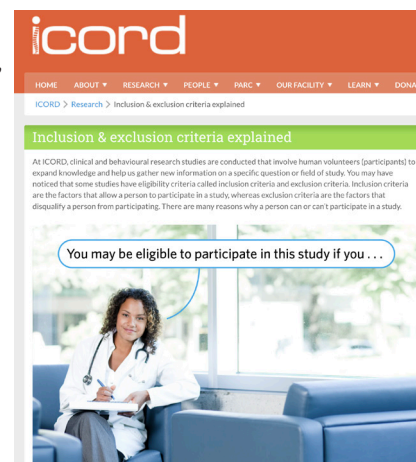 icord
HOME ABOUT ▾ RESEARCH ▾ PEOPLE ▾ PARC ▾ OUR FACILITY ▾ LEARN ▾
ICORD > Research > Inclusion & exclusion criteria explained
Inclusion & exclusion criteria explained
At ICORD, clinical and behavioural research studies are conducted that involve human volunteers (participants) to
expand knowledge and help us gather new information on a specific question or field of study. You may have
noticed that some studies have eligibility criteria called inclusion criteria and exclusion criteria. Inclusion criteria
are the factors that allow a person to participate in a study, whereas exclusion criteria are the factors that
disqualify a person from participating. There are many reasons why a person can or can't participate in a study.
You may be eligible to participate in this study if you . . .